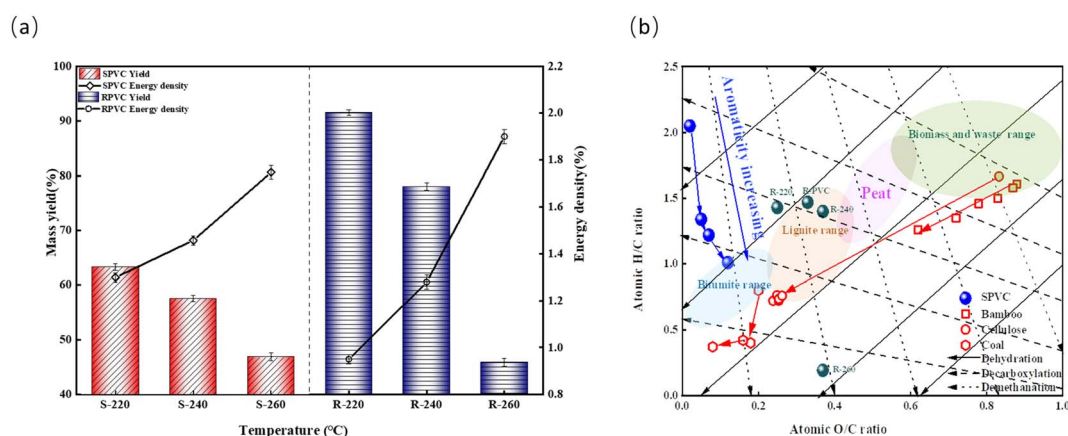 (a)
SPVC Yield
SPVC Energy density
RPVC Yield
RPVC Energy density
Mass yield(%)
100
90
80
70
60
50
40
2.2
2.0
1.8
1.6
1.4
1.2
1.0
0.8
Energy density(%)
S-220 S-240 S-260 R-220 R-240 R-260
Temperature (°C)
(b)
Atomic H/C ratio
2.5
2.0
1.5
1.0
0.5
0.0
Aromaticity increasing
Biomass and waste range
Peat
R-220
R-PVC
R-240
Lignite range
Bitumite range
R-260
SPVC
Bamboo
Cellulose
Coal
Dehydration
Decarboxylation
Demethanation
0.0 0.2 0.4 0.6 0.8 1.0
Atomic O/C ratio